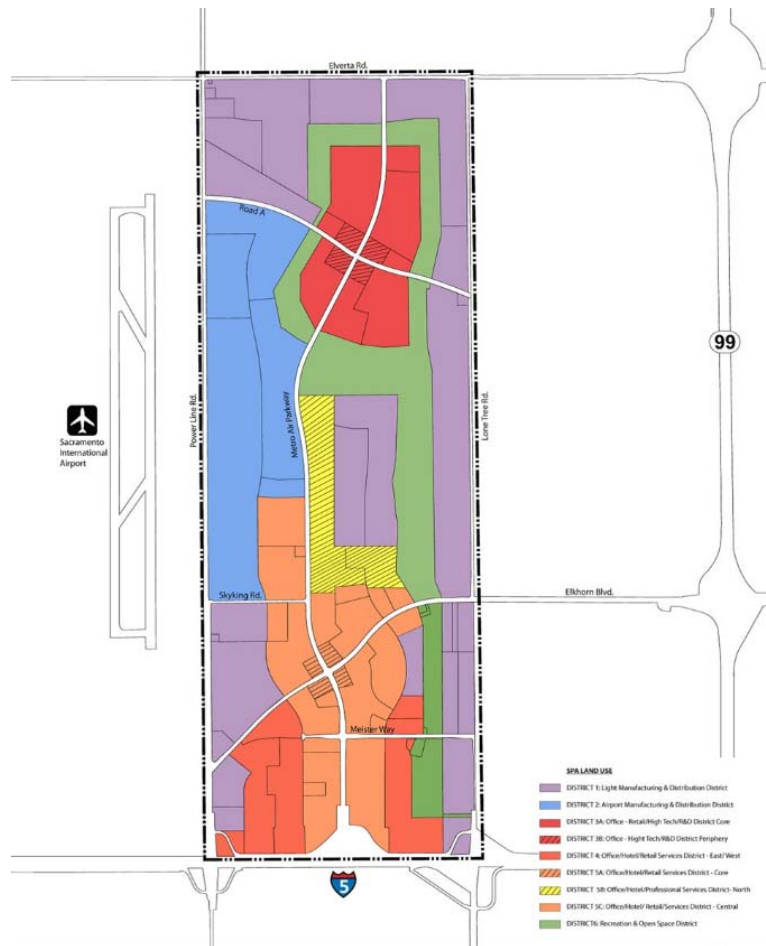 Elverta Rd.
Road A
99
Power Line Rd.
Metro Air Parkway
Lone Tree Rd.
Sacramento
International
Airport
Skyking Rd.
Elkhorn Blvd.
Meister Way
5
SPA LAND USE
DISTRICT 1: Light Manufacturing & Distribution District
DISTRICT 2: Airport Manufacturing & Distribution District
DISTRICT 3A: Office - Retail/High Tech/R&D District Core
DISTRICT 3B: Office - Hight Tech/R&D District Periphery
DISTRICT 4: Office/Hotel/Retail Services District - East/ West
DISTRICT 5A: Office/Hotel/Retail Services District - Core
DISTRICT 5B: Office/Hotel/Professional Services District- North
DISTRICT 5C: Office/Hotel/ Retail/Services District - Central
DISTRICT6: Recreation & Open Space District